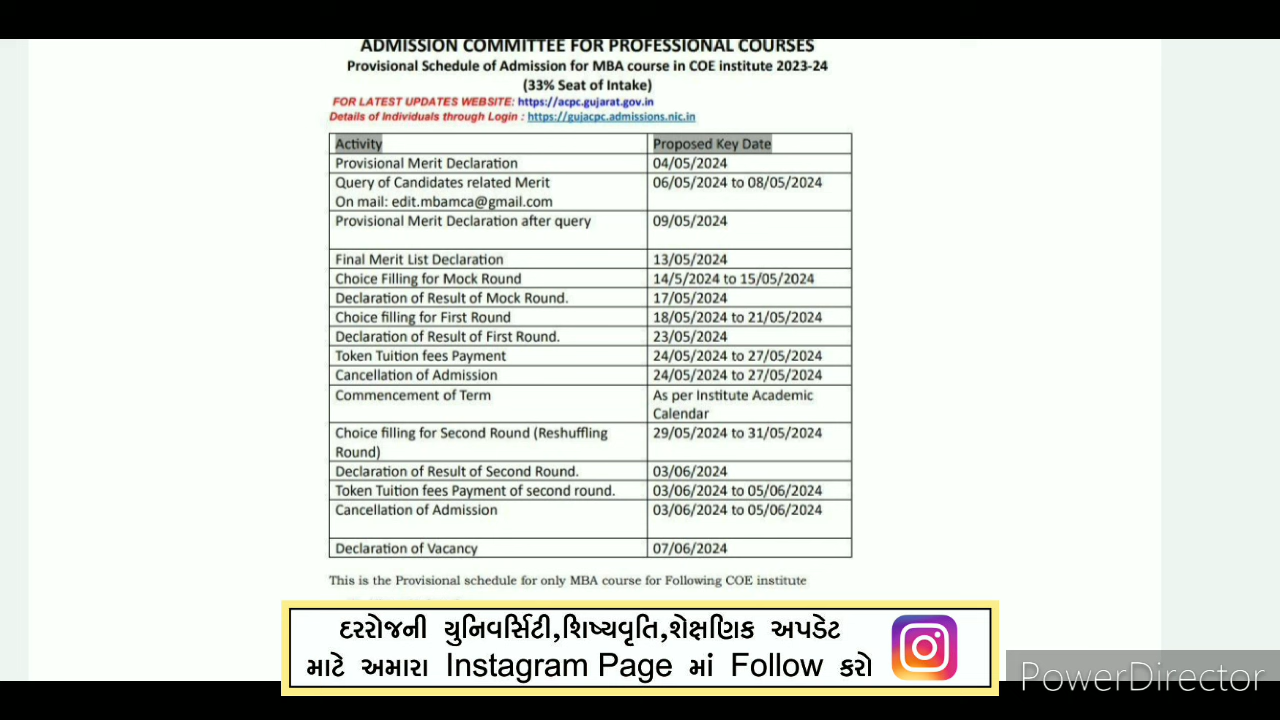 ADMISSION COMMITTEE FOR PROFESSIONAL COURSES
Provisional Schedule of Admission for MBA course in COE institute 2023-24
(33% Seat of Intake)
FOR LATEST UPDATES WEBSITE: https://acpc.gujarat.gov.in
Details of Individuals through Login : https://gujacpc.admissions.nic.in
Activity Proposed Key Date
Provisional Merit Declaration 04/05/2024
Query of Candidates related Merit 06/05/2024 to 08/05/2024
On mail: edit.mbamca@gmail.com
Provisional Merit Declaration after query 09/05/2024
Final Merit List Declaration 13/05/2024
Choice Filling for Mock Round 14/5/2024 to 15/05/2024
Declaration of Result of Mock Round. 17/05/2024
Choice filling for First Round 18/05/2024 to 21/05/2024
Declaration of Result of First Round. 23/05/2024
Token Tuition fees Payment 24/05/2024 to 27/05/2024
Cancellation of Admission 24/05/2024 to 27/05/2024
Commencement of Term As per Institute Academic
Calendar
Choice filling for Second Round (Reshuffling 29/05/2024 to 31/05/2024
Round)
Declaration of Result of Second Round. 03/06/2024
Token Tuition fees Payment of second round. 03/06/2024 to 05/06/2024
Cancellation of Admission 03/06/2024 to 05/06/2024
Declaration of Vacancy 07/06/2024
This is the Provisional schedule for only MBA course for Following COE institute
દરરોજની યુનિવર્સિટી,શિષ્યવૃતિ,શેક્ષણિક અપડેટ
માટે અમારા Instagram Page માં Follow કરો
PowerDirector